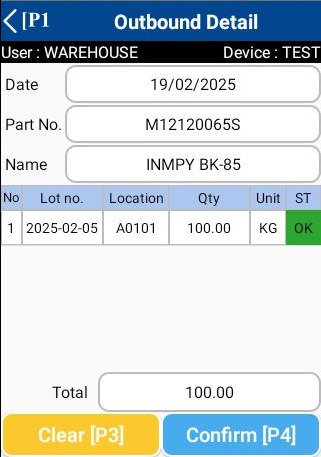 [P1 Outbound Detail
User : WAREHOUSE Device : TEST
Date 19/02/2025
Part No. M12120065S
Name INMPY BK-85
No Lot no. Location Qty Unit ST
1 2025-02-05 A0101 100.00 KG OK
Total 100.00
Clear [P3] Confirm [P4]